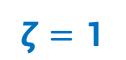 ζ = 1